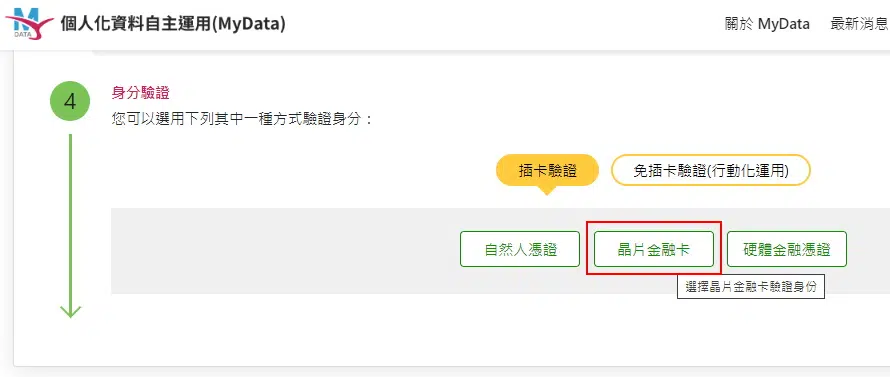 M
DATA
個人化資料自主運用(MyData)
關於 MyData
最新消息
4
身分驗證
您可以選用下列其中一種方式驗證身分：
插卡驗證
免插卡驗證(行動化運用)
自然人憑證
晶片金融卡
硬體金融憑證
選擇晶片金融卡驗證身份